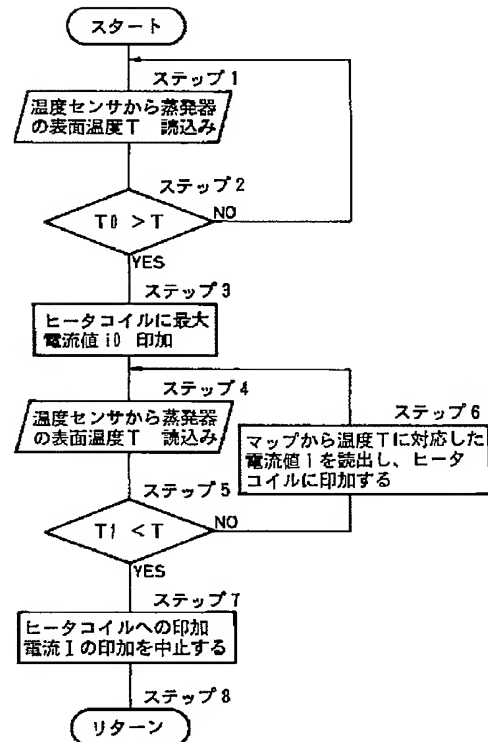 スタート
ステップ 1
温度センサから蒸発器
の表面温度T 読込み
ステップ 2
T0 > T
NO
YES
ステップ 3
ヒータコイルに最大
電流値 i0 印加
ステップ 4
温度センサから蒸発器
の表面温度T 読込み
ステップ 6
マップから温度Tに対応した
電流値 i を読出し、ヒータ
コイルに印加する
ステップ 5
T1 < T
NO
YES
ステップ 7
ヒータコイルへの印加
電流 I の印加を中止する
ステップ 8
リターン